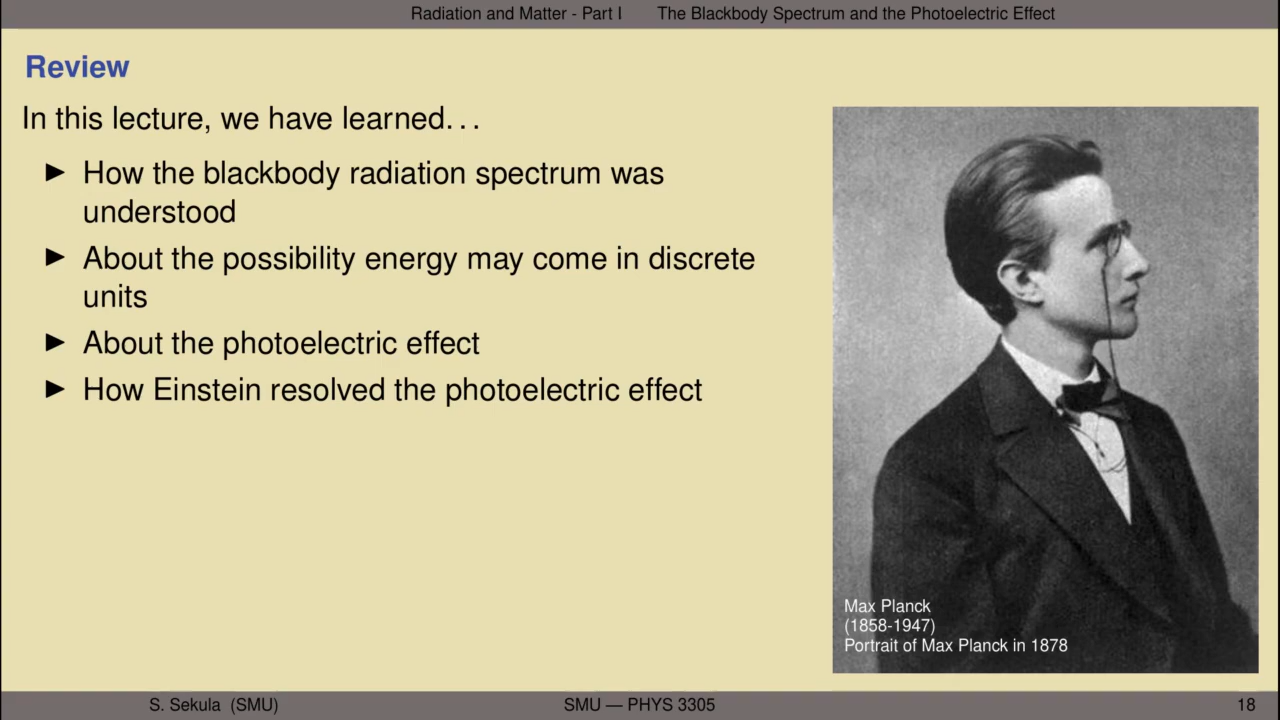 Radiation and Matter - Part I The Blackbody Spectrum and the Photoelectric Effect
Review
In this lecture, we have learned. . .
► How the blackbody radiation spectrum was
understood
► About the possibility energy may come in discrete
units
► About the photoelectric effect
► How Einstein resolved the photoelectric effect
Max Planck
(1858-1947)
Portrait of Max Planck in 1878
S. Sekula (SMU) SMU — PHYS 3305 18